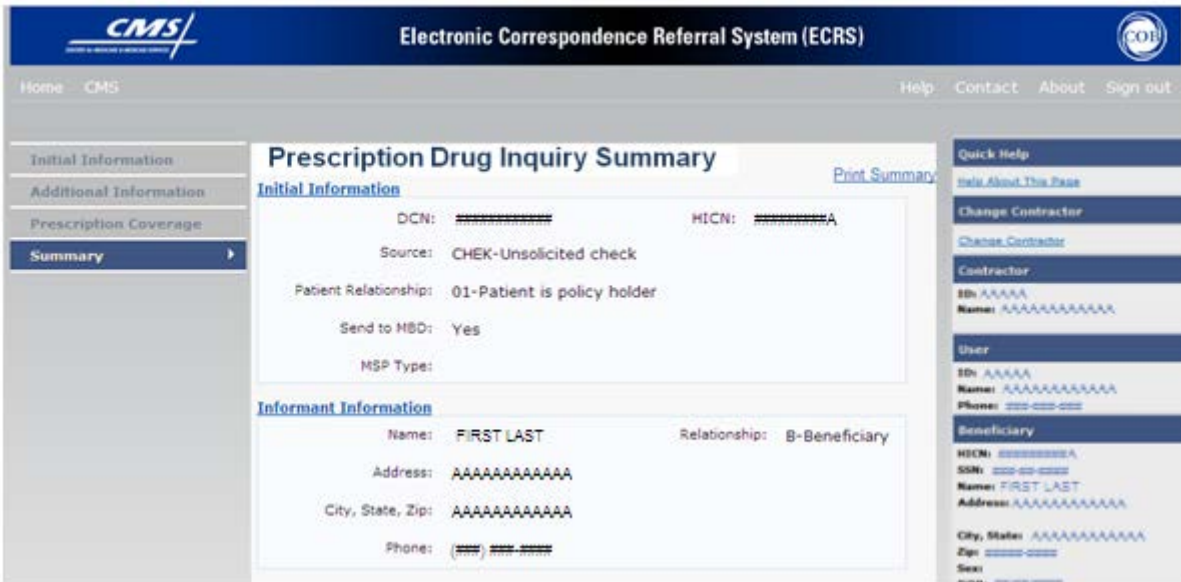 CMS
Electronic Correspondence Referral System (ECRS)
COB
Home CMS
Help Contact About Sign out
Initial Information
Additional Information
Prescription Coverage
Summary
Prescription Drug Inquiry Summary
Print Summary
Initial Information
DCN: ############ HICN: #########A
Source: CHEK-Unsolicited check
Patient Relationship: 01-Patient is policy holder
Send to MBD: Yes
MSP Type:
Informant Information
Name: FIRST LAST Relationship: B-Beneficiary
Address: AAAAAAAAAAAA
City, State, Zip: AAAAAAAAAAAA
Phone: (###) ###-####
Quick Help
Help About This Page
Change Contractor
Change Contractor
Contractor
ID: AAAAA
Name: AAAAAAAAAAAA
User
ID: AAAAA
Name: AAAAAAAAAAAA
Phone: ###-###-###
Beneficiary
HICN: #########A
SSN: ###-##-####
Name: FIRST LAST
Address: AAAAAAAAAAAA
City, State: AAAAAAAAAAAA
Zip: #####-####
Sex: